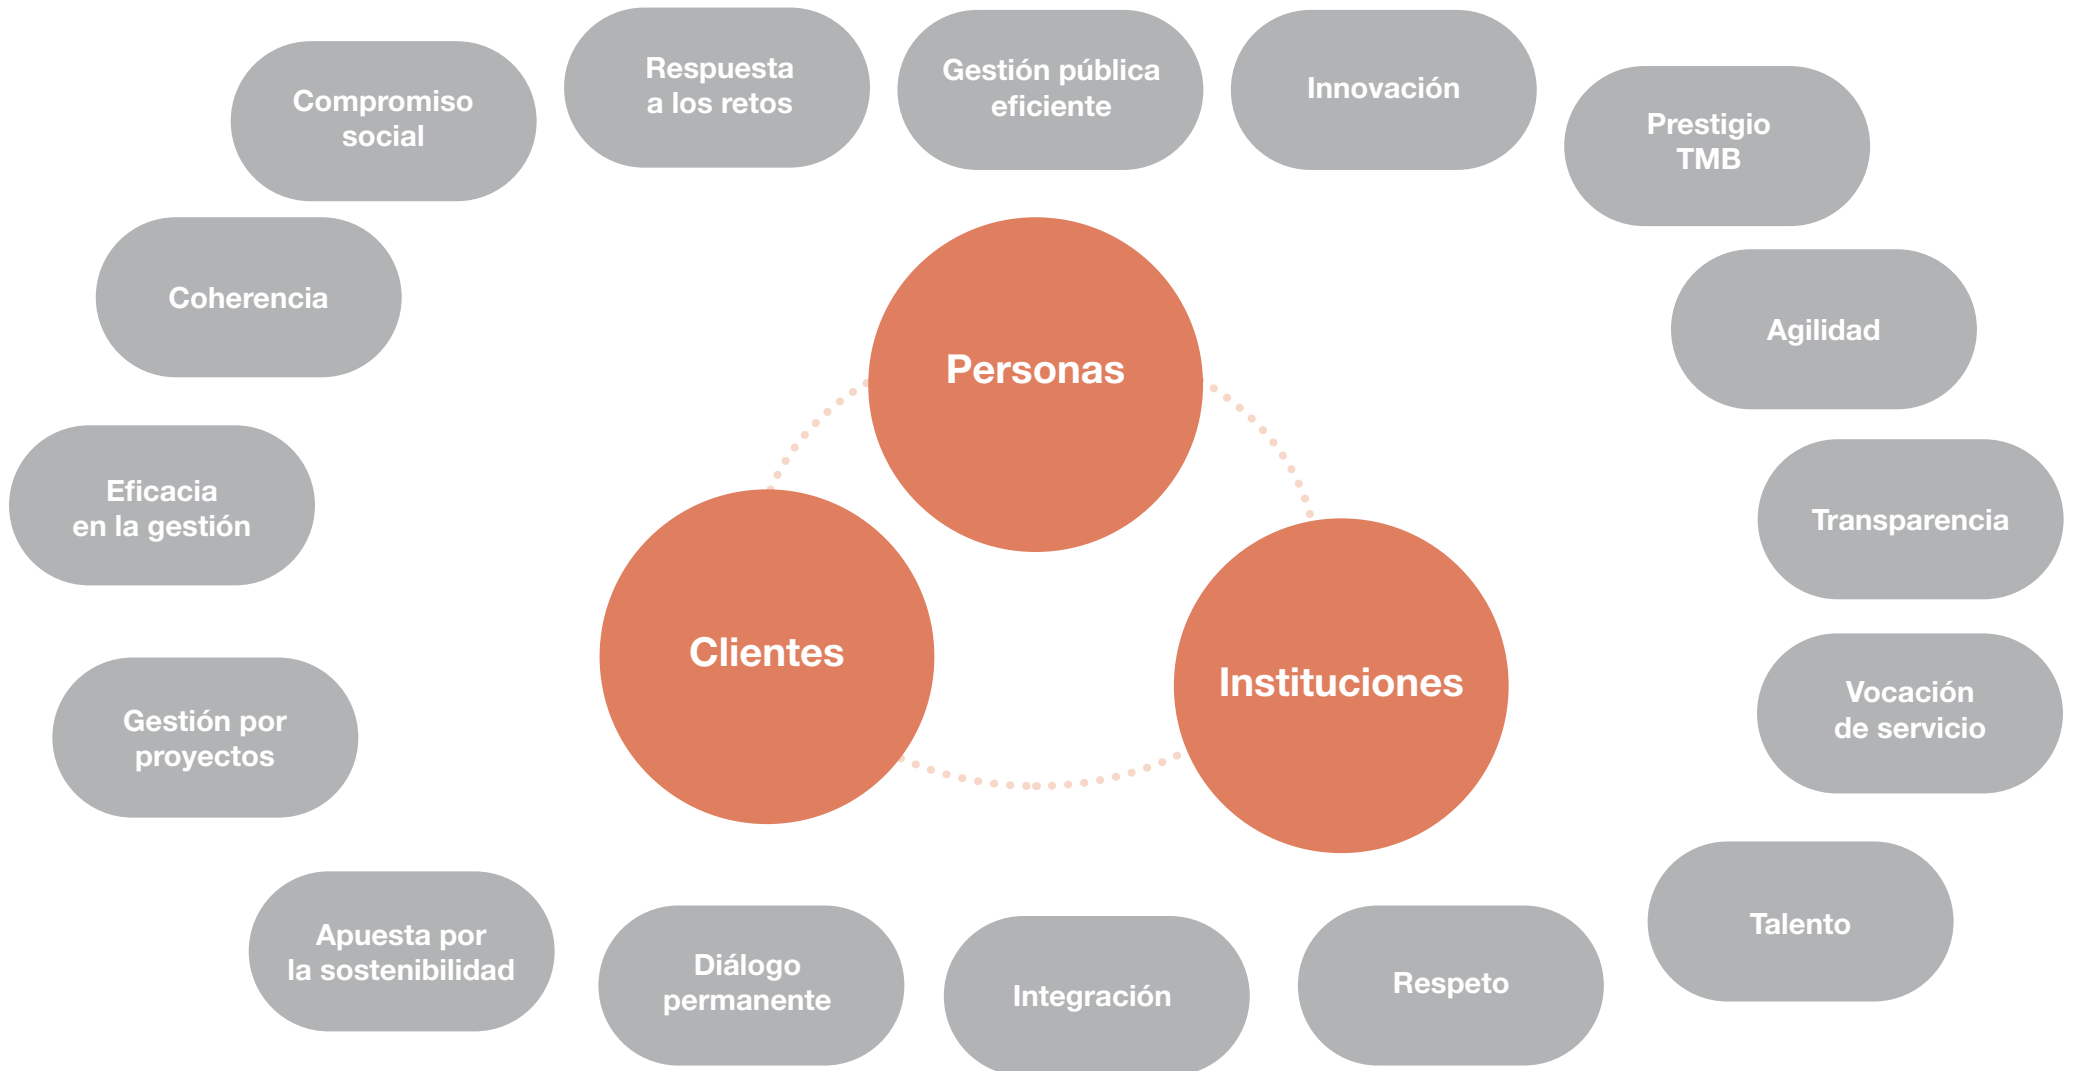 Respuesta
a los retos
Gestión pública
eficiente
Innovación
Compromiso
social
Prestigio
TMB
Coherencia
Agilidad
Personas
Eficacia
en la gestión
Transparencia
Clientes
Instituciones
Vocación
de servicio
Gestión por
proyectos
Apuesta por
la sostenibilidad
Diálogo
permanente
Integración
Respeto
Talento